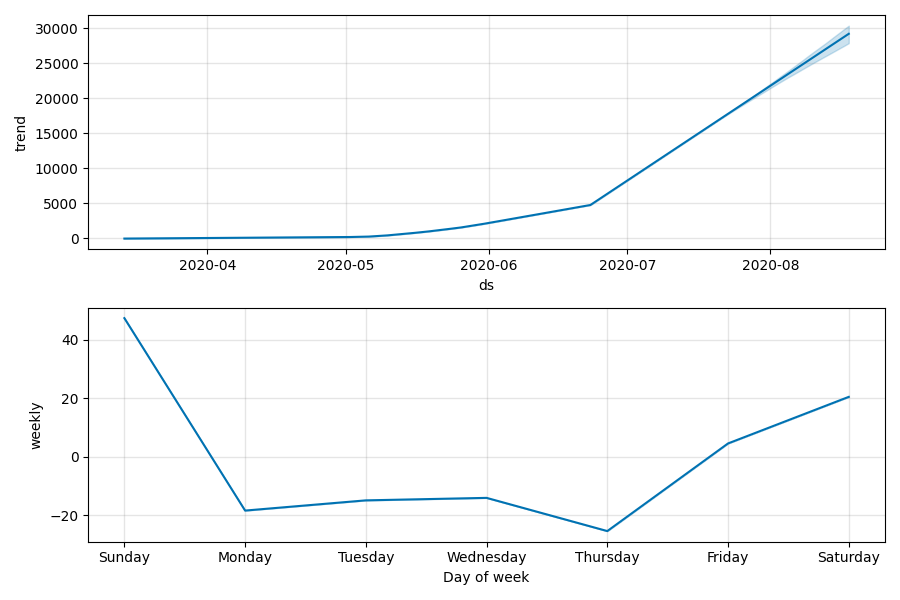 30000
25000
20000
15000
10000
5000
0
trend
2020-04 2020-05 2020-06 2020-07 2020-08
ds
40
20
0
−20
weekly
Sunday Monday Tuesday Wednesday Thursday Friday Saturday
Day of week